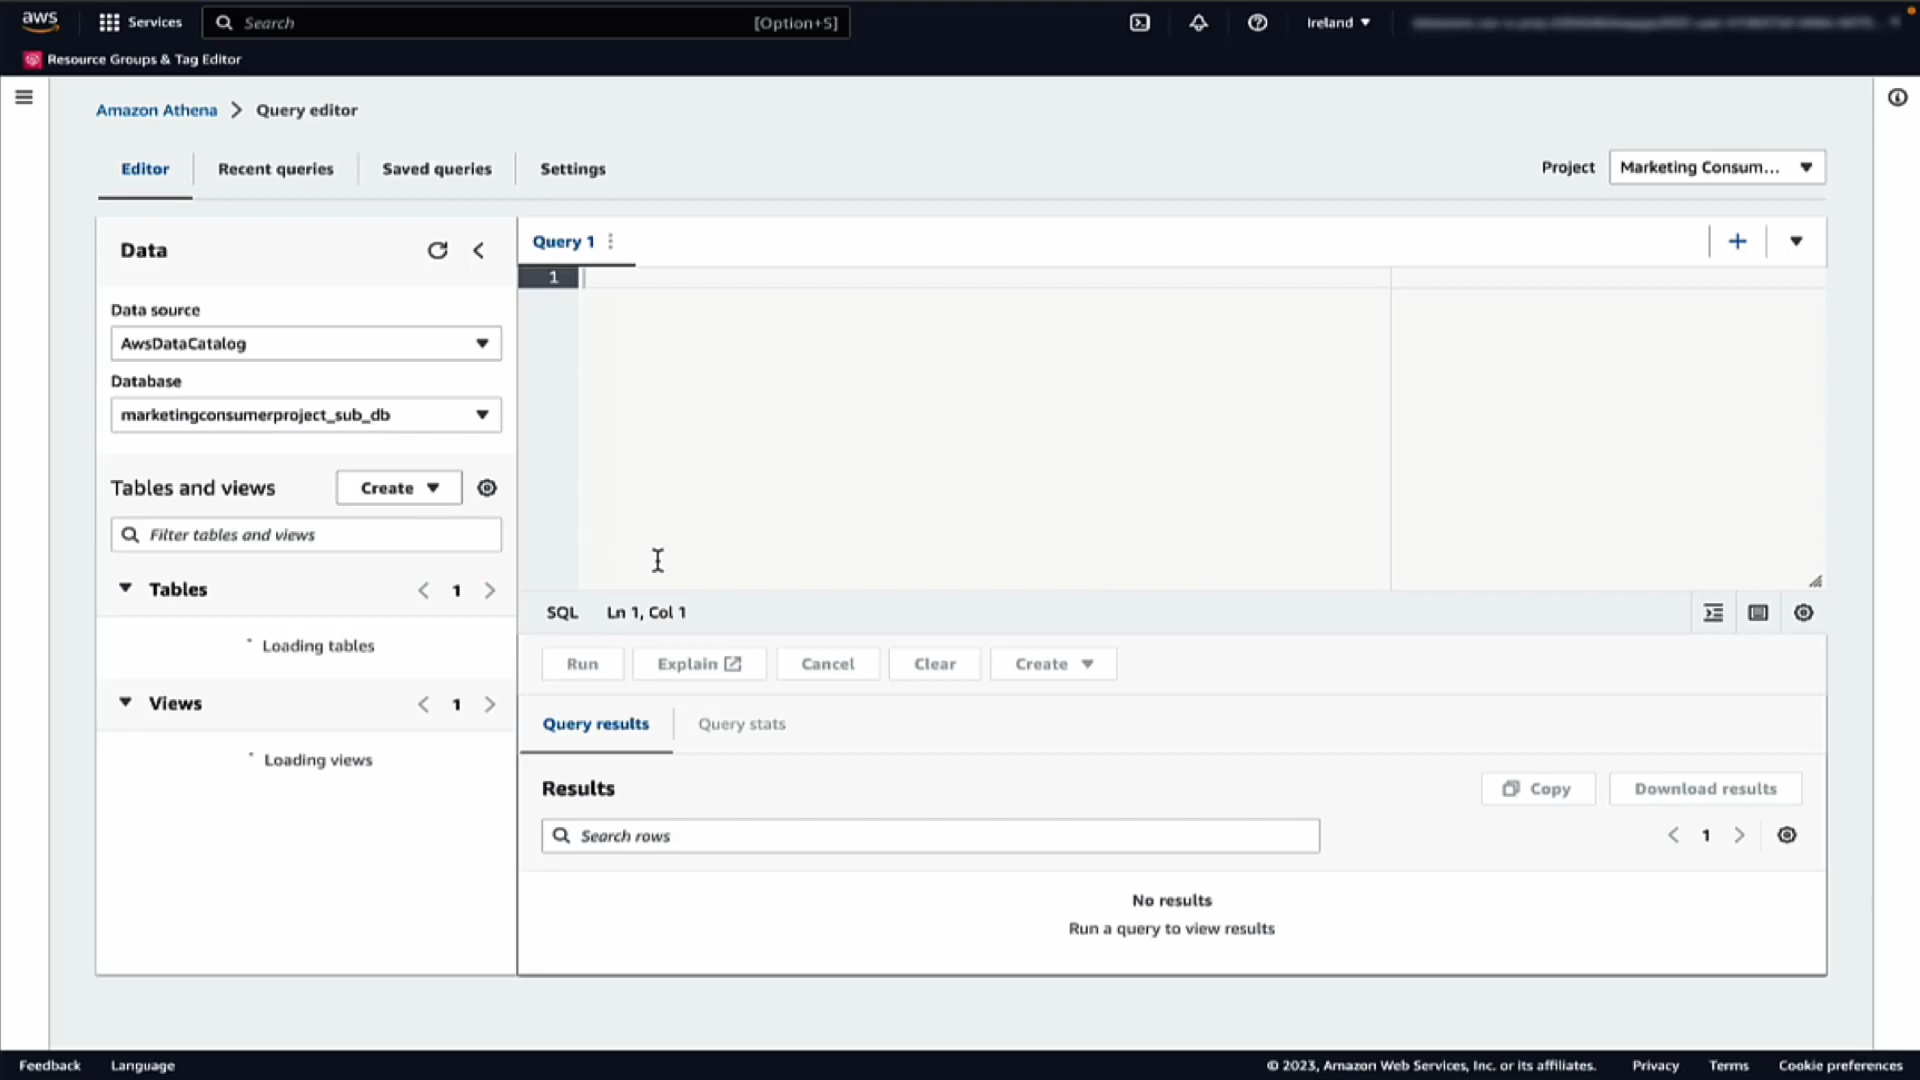 aws
Services
Search
[Option+S]
Ireland
Resource Groups & Tag Editor
Amazon Athena
Query editor
Editor
Recent queries
Saved queries
Settings
Project
Marketing Consum...
Data
Data source
AwsDataCatalog
Database
marketingconsumerproject_sub_db
Tables and views
Create
Filter tables and views
Tables
1
Loading tables
Views
1
Loading views
Query 1
1
SQL
Ln 1, Col 1
Run
Explain
Cancel
Clear
Create
Query results
Query stats
Results
Copy
Download results
Search rows
1
No results
Run a query to view results
Feedback
Language
© 2023, Amazon Web Services, Inc. or its affiliates.
Privacy
Terms
Cookie preferences